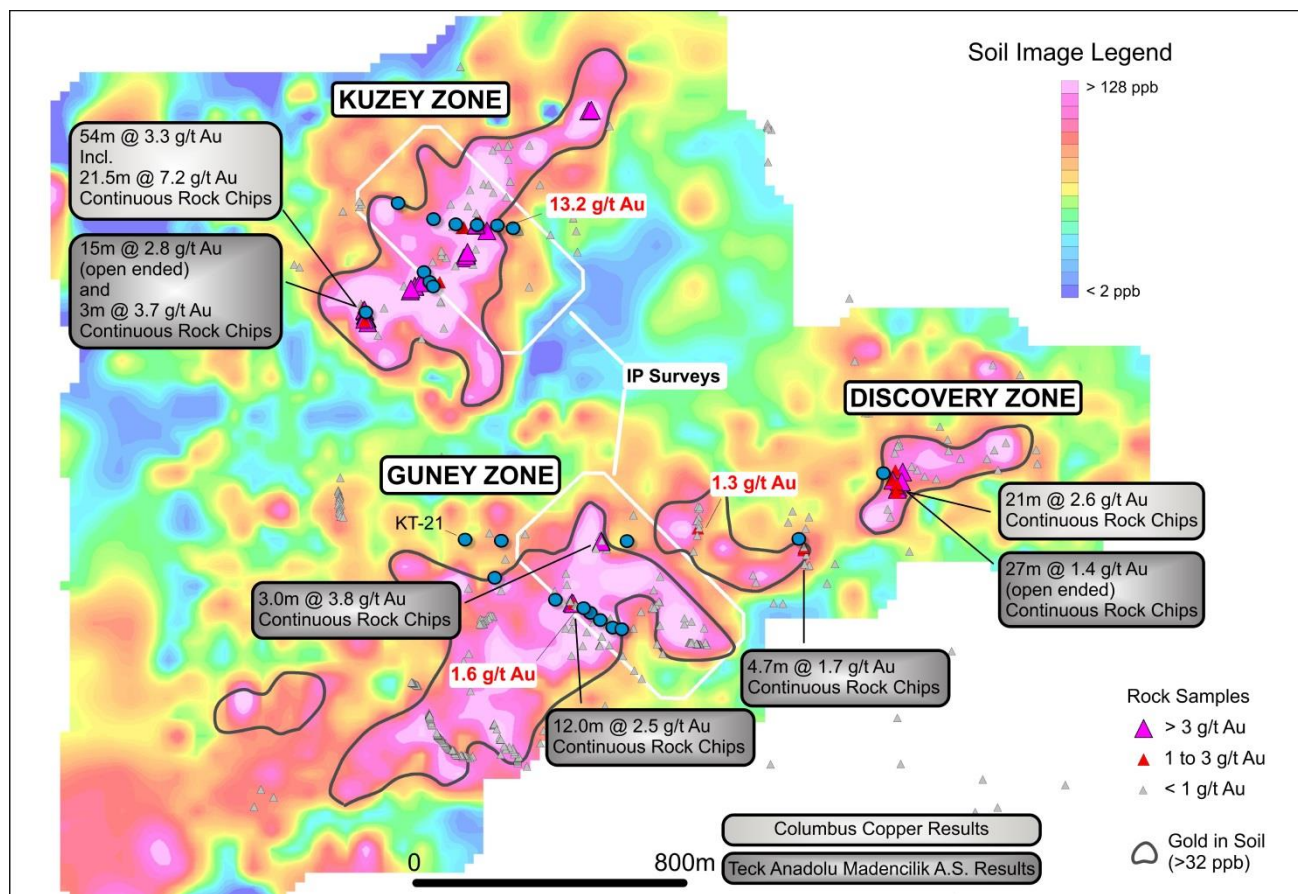 Soil Image Legend
> 128 ppb
< 2 ppb
KUZEY ZONE
54m @ 3.3 g/t Au
Incl.
21.5m @ 7.2 g/t Au
Continuous Rock Chips
13.2 g/t Au
15m @ 2.8 g/t Au
(open ended)
and
3m @ 3.7 g/t Au
Continuous Rock Chips
IP Surveys
DISCOVERY ZONE
GUNEY ZONE
1.3 g/t Au
21m @ 2.6 g/t Au
Continuous Rock Chips
KT-21
27m @ 1.4 g/t Au
(open ended)
Continuous Rock Chips
3.0m @ 3.8 g/t Au
Continuous Rock Chips
1.6 g/t Au
4.7m @ 1.7 g/t Au
Continuous Rock Chips
12.0m @ 2.5 g/t Au
Continuous Rock Chips
Rock Samples
> 3 g/t Au
1 to 3 g/t Au
< 1 g/t Au
Gold in Soil
(>32 ppb)
Columbus Copper Results
Teck Anadolu Madencilik A.S. Results
0
800m